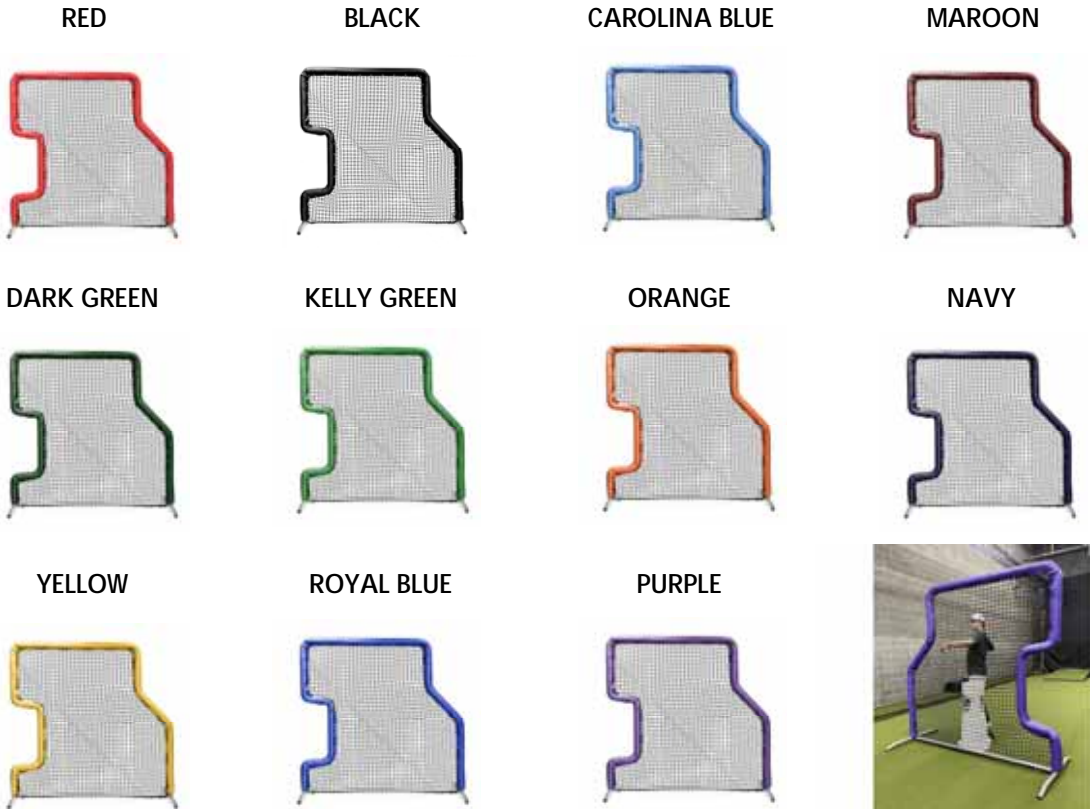 RED
BLACK
CAROLINA BLUE
MAROON
DARK GREEN
KELLY GREEN
ORANGE
NAVY
YELLOW
ROYAL BLUE
PURPLE